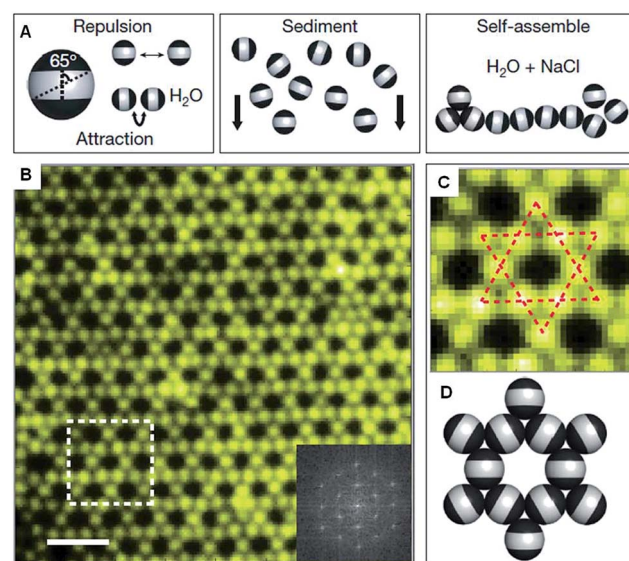 A
Repulsion
65°
H₂O
Attraction
Sediment
Self-assemble
H₂O + NaCl
B
C
D